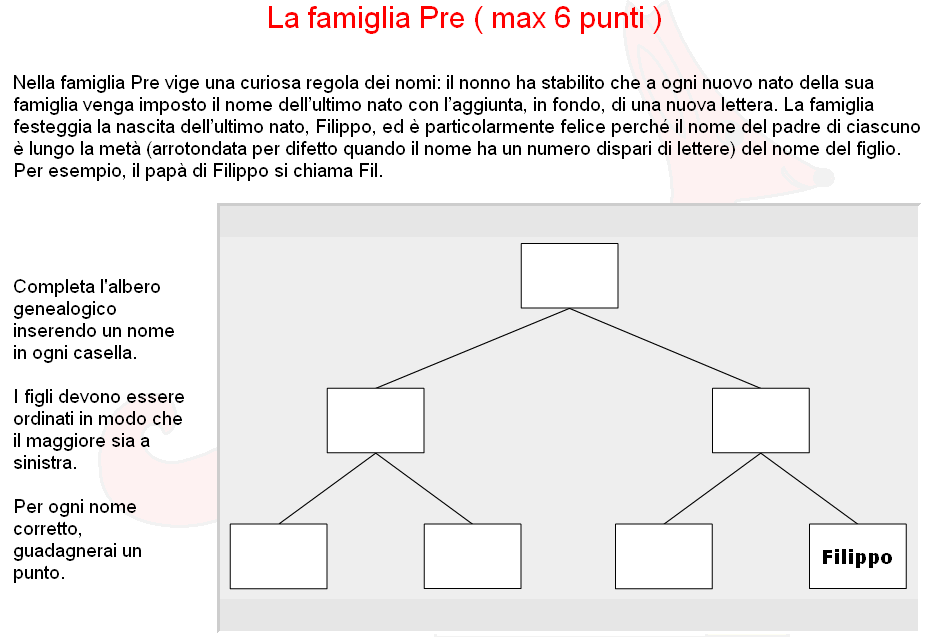 La famiglia Pre ( max 6 punti )
Nella famiglia Pre vige una curiosa regola dei nomi: il nonno ha stabilito che a ogni nuovo nato della sua
famiglia venga imposto il nome dell'ultimo nato con l'aggiunta, in fondo, di una nuova lettera. La famiglia
festeggia la nascita dell'ultimo nato, Filippo, ed è particolarmente felice perché il nome del padre di ciascuno
è lungo la metà (arrotondata per difetto quando il nome ha un numero dispari di lettere) del nome del figlio.
Per esempio, il papà di Filippo si chiama Fil.
Completa l'albero
genealogico
inserendo un nome
in ogni casella.
I figli devono essere
ordinati in modo che
il maggiore sia a
sinistra.
Per ogni nome
corretto,
guadagnerai un
punto.
Filippo